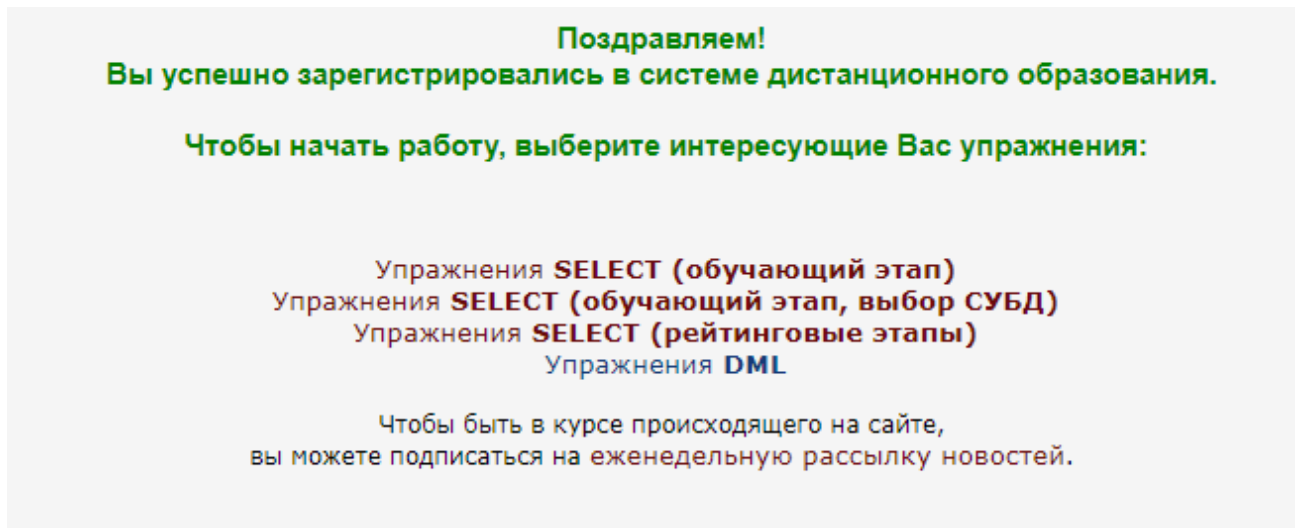 Поздравляем!
Вы успешно зарегистрировались в системе дистанционного образования.
Чтобы начать работу, выберите интересующие Вас упражнения:
Упражнения SELECT (обучающий этап)
Упражнения SELECT (обучающий этап, выбор СУБД)
Упражнения SELECT (рейтинговые этапы)
Упражнения DML
Чтобы быть в курсе происходящего на сайте,
вы можете подписаться на еженедельную рассылку новостей.